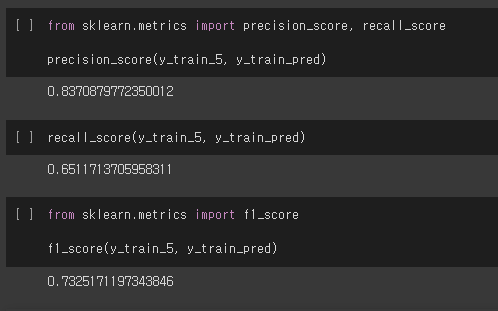 [ ] from sklearn.metrics import precision_score, recall_score
precision_score(y_train_5, y_train_pred)
0.8370879772350012
[ ] recall_score(y_train_5, y_train_pred)
0.6511713705958311
[ ] from sklearn.metrics import f1_score
f1_score(y_train_5, y_train_pred)
0.7325171197343846